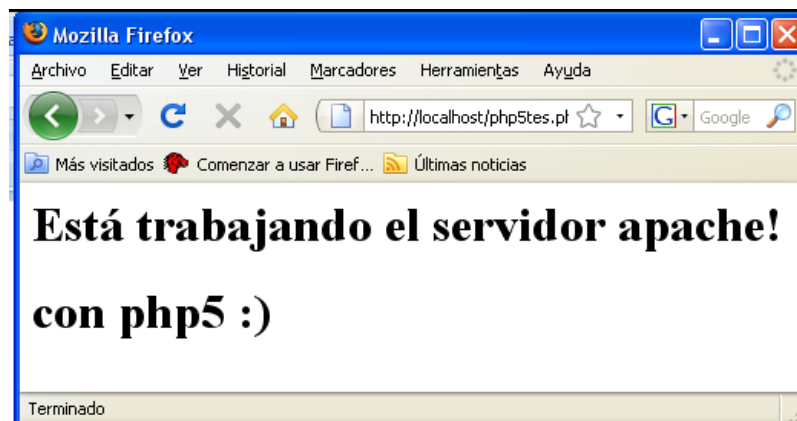 Mozilla Firefox
Archivo Editar Ver Historial Marcadores Herramientas Ayuda
http://localhost/php5tes.pl G Google
Más visitados Comenzar a usar Firef... Últimas noticias
Está trabajando el servidor apache!
con php5 :)
Terminado